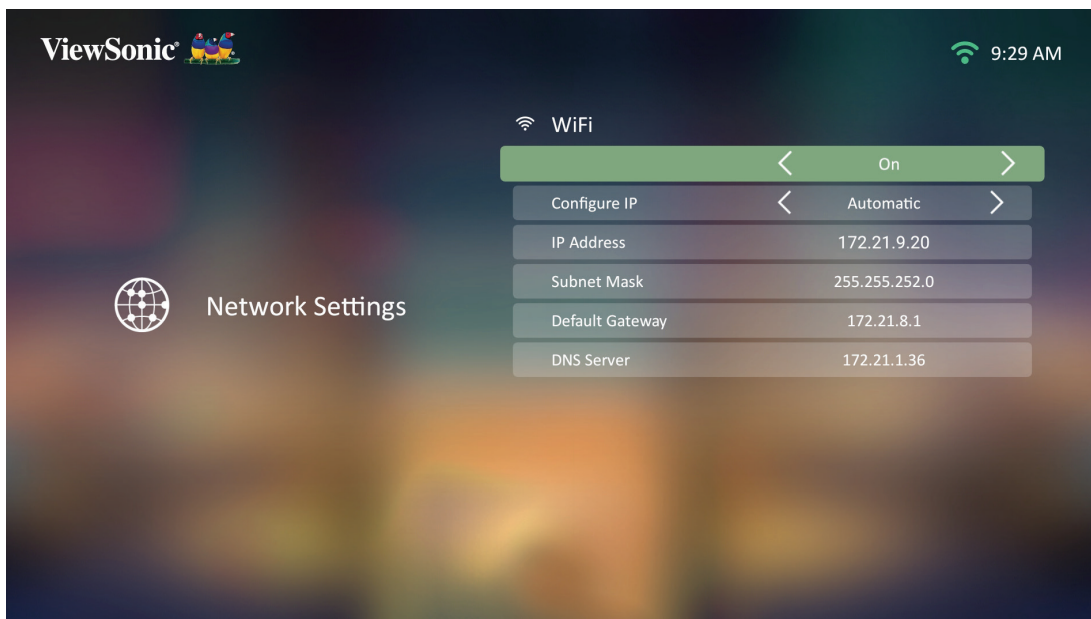 ViewSonic®
9:29 AM
WiFi
On
Configure IP Automatic
IP Address 172.21.9.20
Subnet Mask 255.255.252.0
Default Gateway 172.21.8.1
DNS Server 172.21.1.36
Network Settings